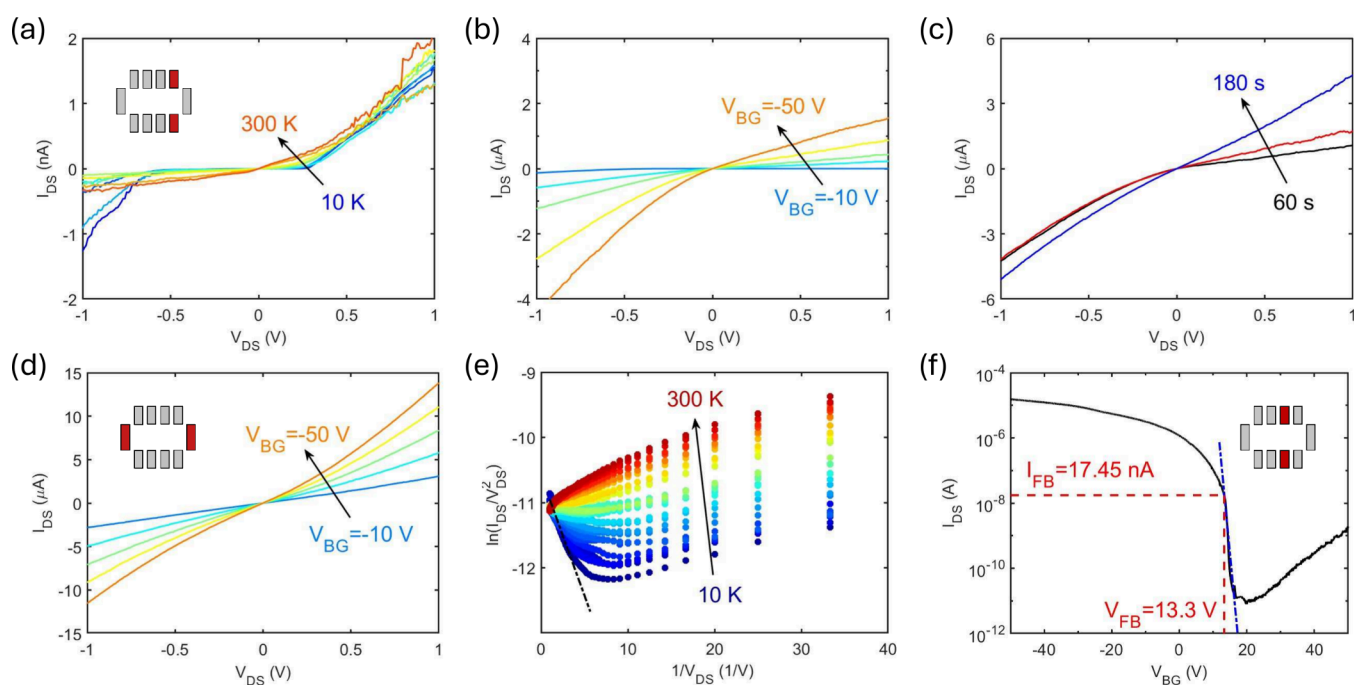 (a)
2
1
0
-1
-2
I_DS (nA)
300 K
10 K
-1 -0.5 0 0.5 1
V_DS (V)
(b)
4
2
0
-2
-4
I_DS (μA)
V_BG=-50 V
V_BG=-10 V
-1 -0.5 0 0.5 1
V_DS (V)
(c)
6
3
0
-3
-6
I_DS (μA)
180 s
60 s
-1 -0.5 0 0.5 1
V_DS (V)
(d)
15
10
5
0
-5
-10
-15
I_DS (μA)
V_BG=-50 V
V_BG=-10 V
-1 -0.5 0 0.5 1
V_DS (V)
(e)
-9
-10
-11
-12
-13
ln(I_DS/V²_DS)
300 K
10 K
0 10 20 30 40
1/V_DS (1/V)
(f)
10⁻⁴
10⁻⁶
10⁻⁸
10⁻¹⁰
10⁻¹²
I_DS (A)
I_FB=17.45 nA
V_FB=13.3 V
-40 -20 0 20 40
V_BG (V)